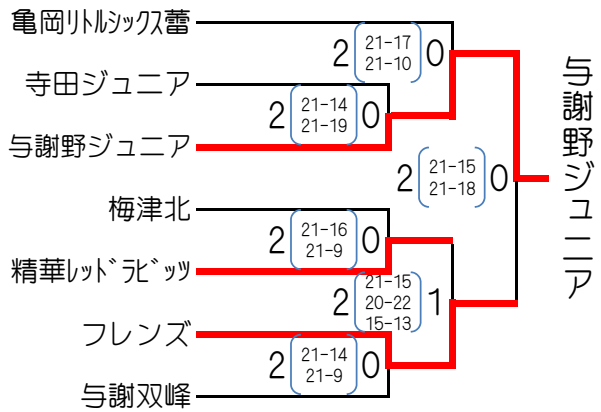 亀岡ﾘﾄﾙｼｯｸｽ蕾
2 21-17 0
21-10
寺田ジュニア
2 21-14 0
21-19
与謝野ジュニア
与謝野ジュニア
2 21-15 0
21-18
梅津北
2 21-16 0
21-9
精華ﾚｯﾄﾞﾗﾋﾞｯﾂ
2 21-15 1
20-22
15-13
フレンズ
2 21-14 0
21-9
与謝双峰